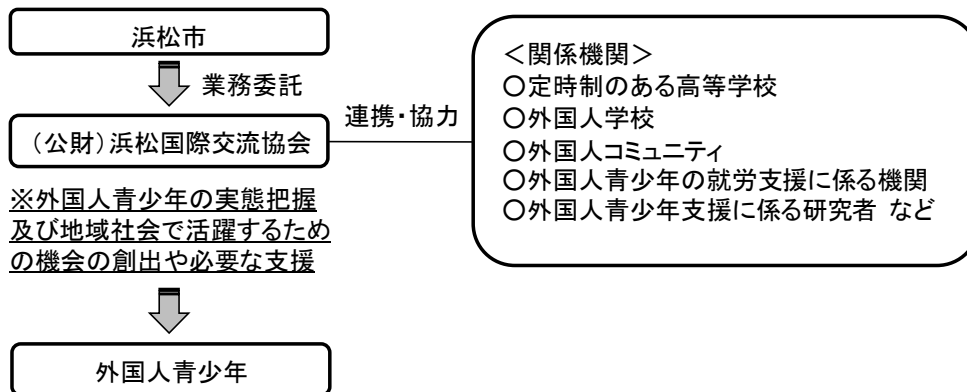 浜松市
業務委託
（公財）浜松国際交流協会
連携・協力
＜関係機関＞
〇定時制のある高等学校
〇外国人学校
〇外国人コミュニティ
〇外国人青少年の就労支援に係る機関
〇外国人青少年支援に係る研究者 など
※外国人青少年の実態把握
及び地域社会で活躍するため
の機会の創出や必要な支援
外国人青少年